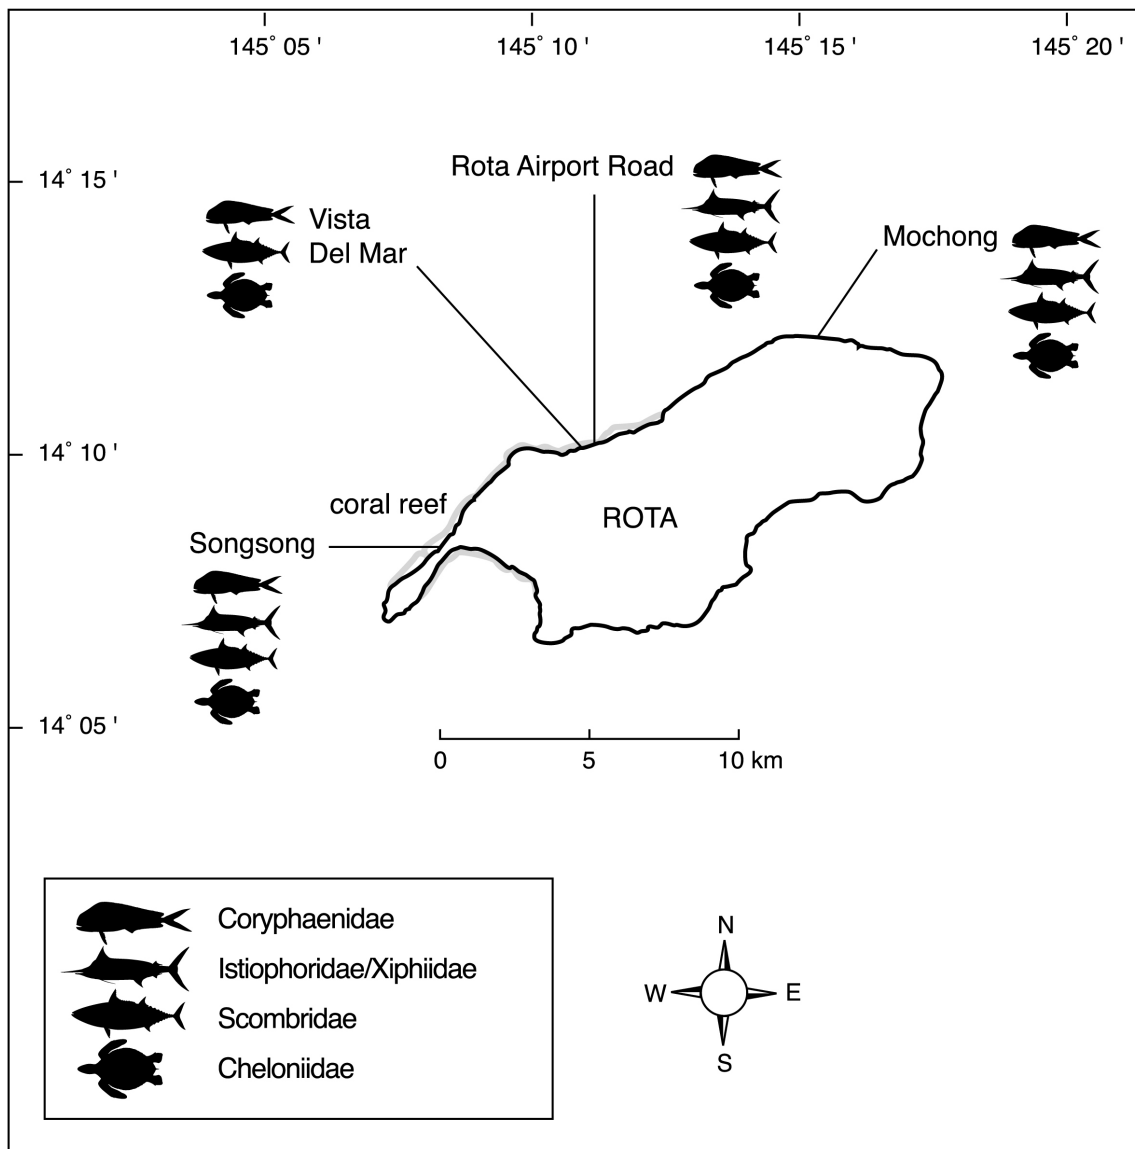 145° 05 '
145° 10 '
145° 15 '
145° 20 '
14° 15 '
14° 10 '
14° 05 '
Rota Airport Road
Vista
Del Mar
Mochong
coral reef
ROTA
Songsong
0
5
10 km
Coryphaenidae
Istiophoridae/Xiphiidae
Scombridae
Cheloniidae
N
W
E
S